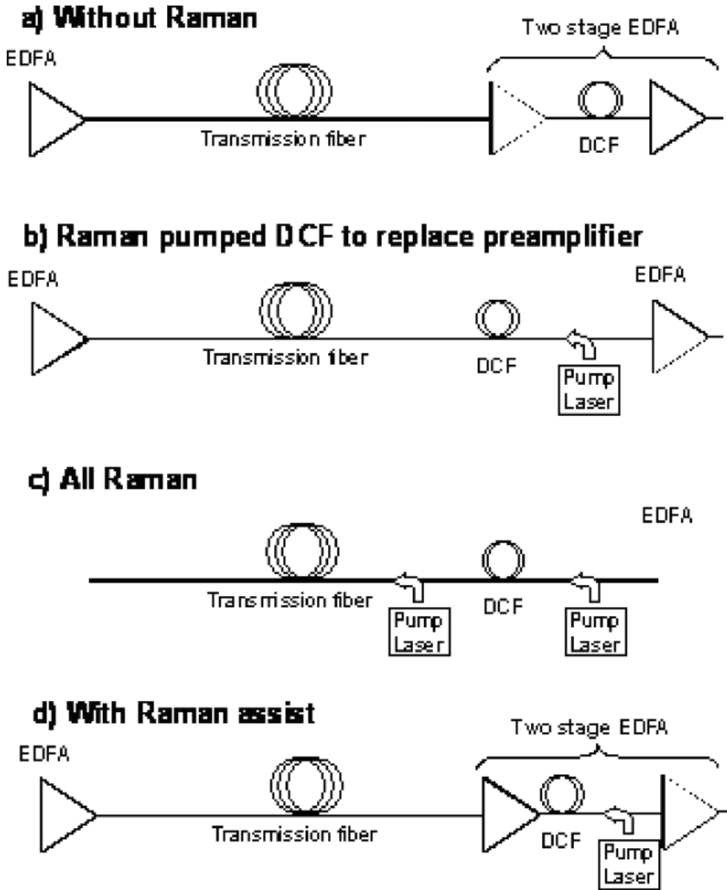 a) Without Raman
Two stage EDFA
EDFA
Transmission fiber
DCF
b) Raman pumped DCF to replace preamplifier
EDFA
EDFA
Transmission fiber
DCF
Pump
Laser
c) All Raman
EDFA
Transmission fiber
DCF
Pump
Laser
Pump
Laser
d) With Raman assist
Two stage EDFA
EDFA
Transmission fiber
DCF
Pump
Laser